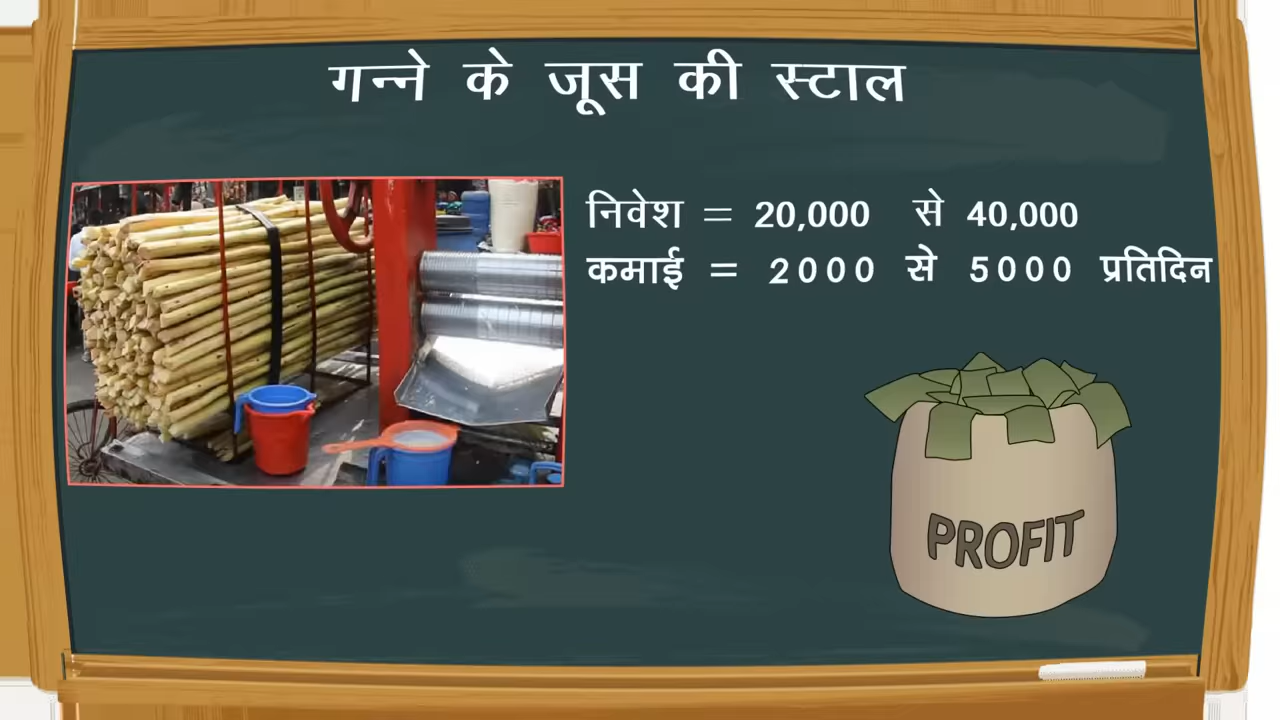 गन्ने के जूस की स्टाल
निवेश = 20,000 से 40,000
कमाई = 2000 से 5000 प्रतिदिन
PROFIT